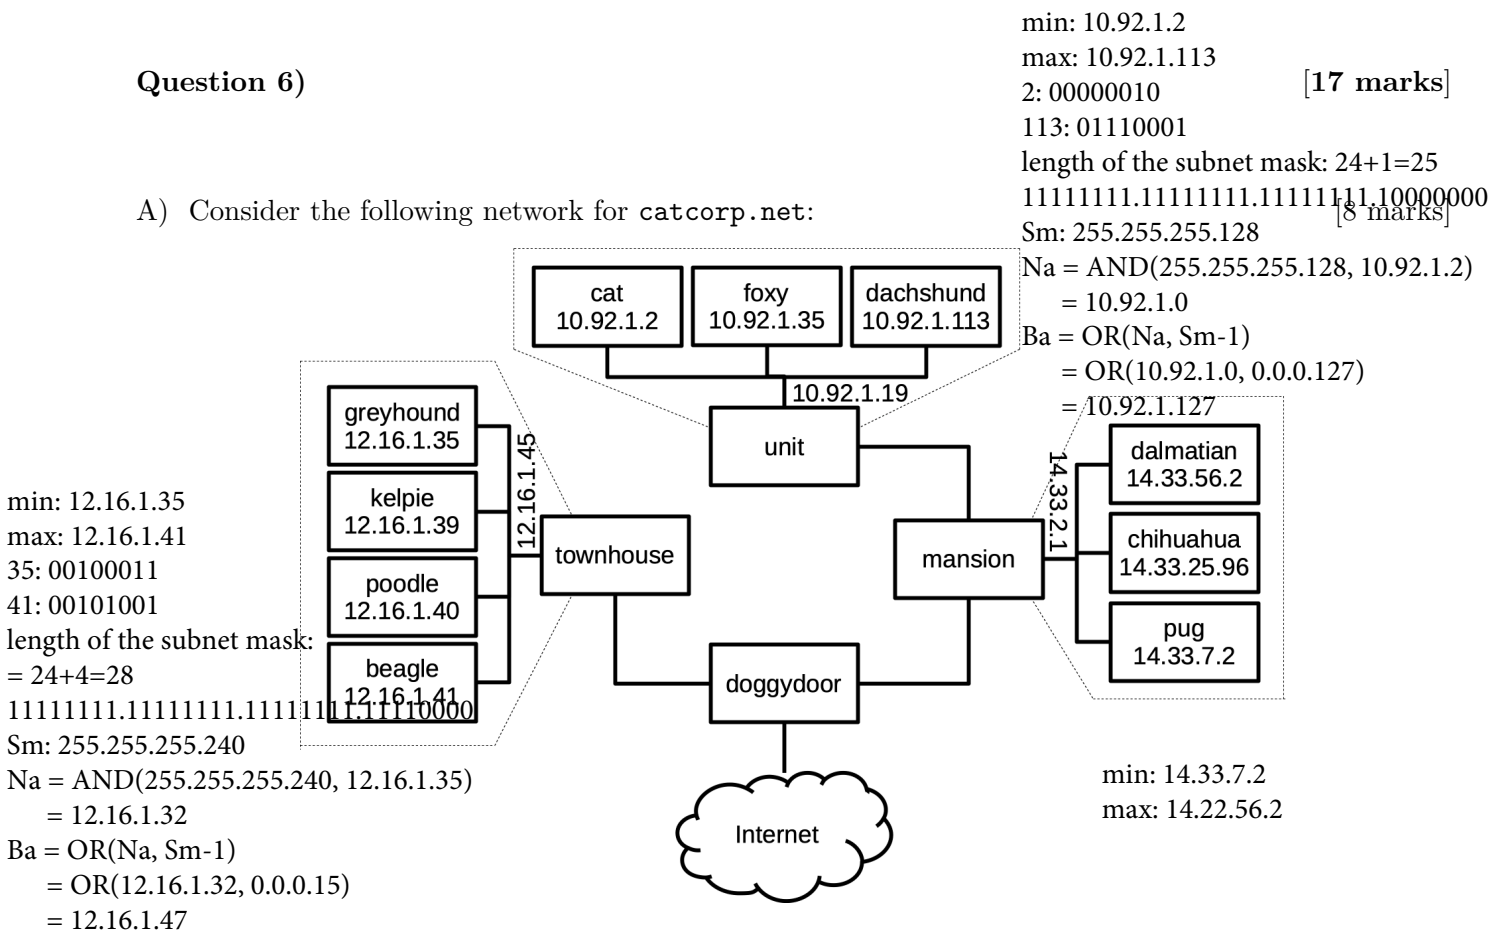 min: 10.92.1.2
max: 10.92.1.113
Question 6)
[17 marks]
2: 00000010
113: 01110001
length of the subnet mask: 24+1=25
11111111.11111111.11111111.10000000
A) Consider the following network for catcorp.net:
[8 marks]
Sm: 255.255.255.128
Na = AND(255.255.255.128, 10.92.1.2)
= 10.92.1.0
Ba = OR(Na, Sm-1)
= OR(10.92.1.0, 0.0.0.127)
= 10.92.1.127
cat
10.92.1.2
foxy
10.92.1.35
dachshund
10.92.1.113
10.92.1.19
unit
greyhound
12.16.1.35
kelpie
12.16.1.39
poodle
12.16.1.40
beagle
12.16.1.41
12.16.1.45
townhouse
mansion
14.33.2.1
dalmatian
14.33.56.2
chihuahua
14.33.25.96
pug
14.33.7.2
doggydoor
Internet
min: 12.16.1.35
max: 12.16.1.41
35: 00100011
41: 00101001
length of the subnet mask:
= 24+4=28
11111111.11111111.11111111.11110000
Sm: 255.255.255.240
Na = AND(255.255.255.240, 12.16.1.35)
= 12.16.1.32
Ba = OR(Na, Sm-1)
= OR(12.16.1.32, 0.0.0.15)
= 12.16.1.47
min: 14.33.7.2
max: 14.22.56.2